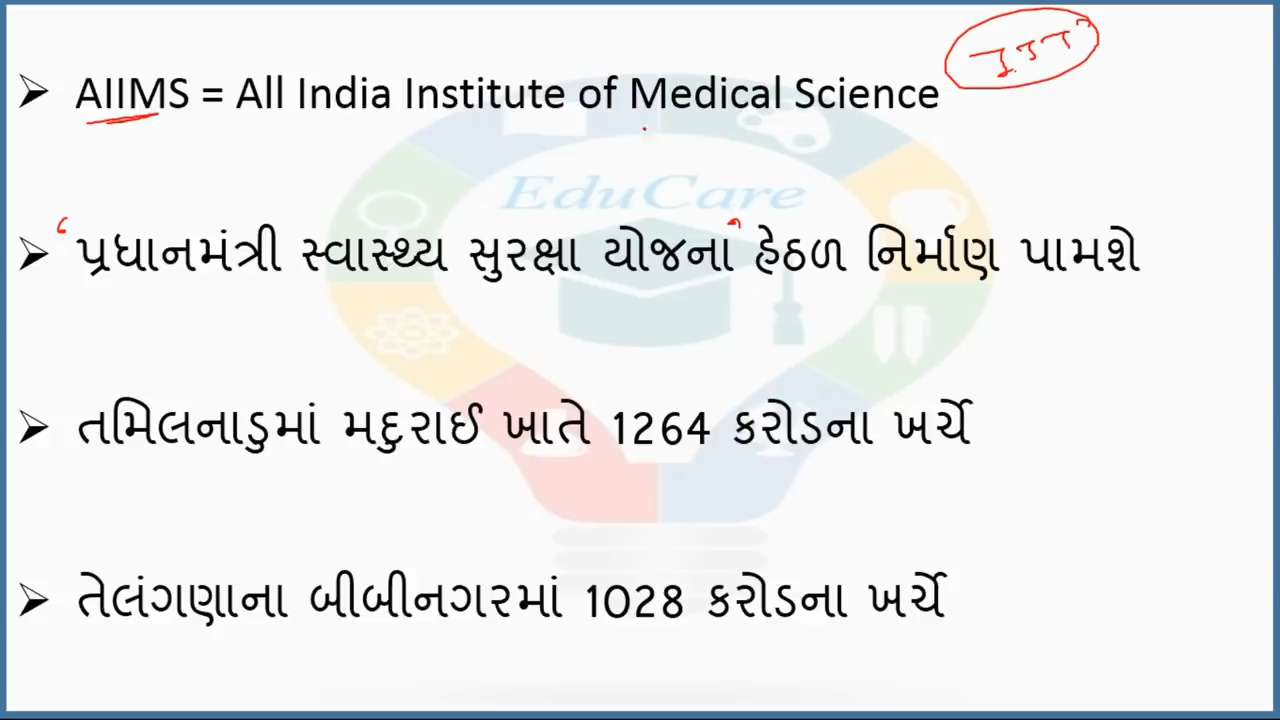 ➢ AIIMS = All India Institute of Medical Science
EduCare
➢ ‘પ્રધાનમંત્રી સ્વાસ્થ્ય સુરક્ષા યોજના’ હેઠળ નિર્માણ પામશે
➢ તમિલનાડુમાં મદુરાઈ ખાતે 1264 કરોડના ખર્ચે
➢ તેલંગણાના બીબીનગરમાં 1028 કરોડના ખર્ચે